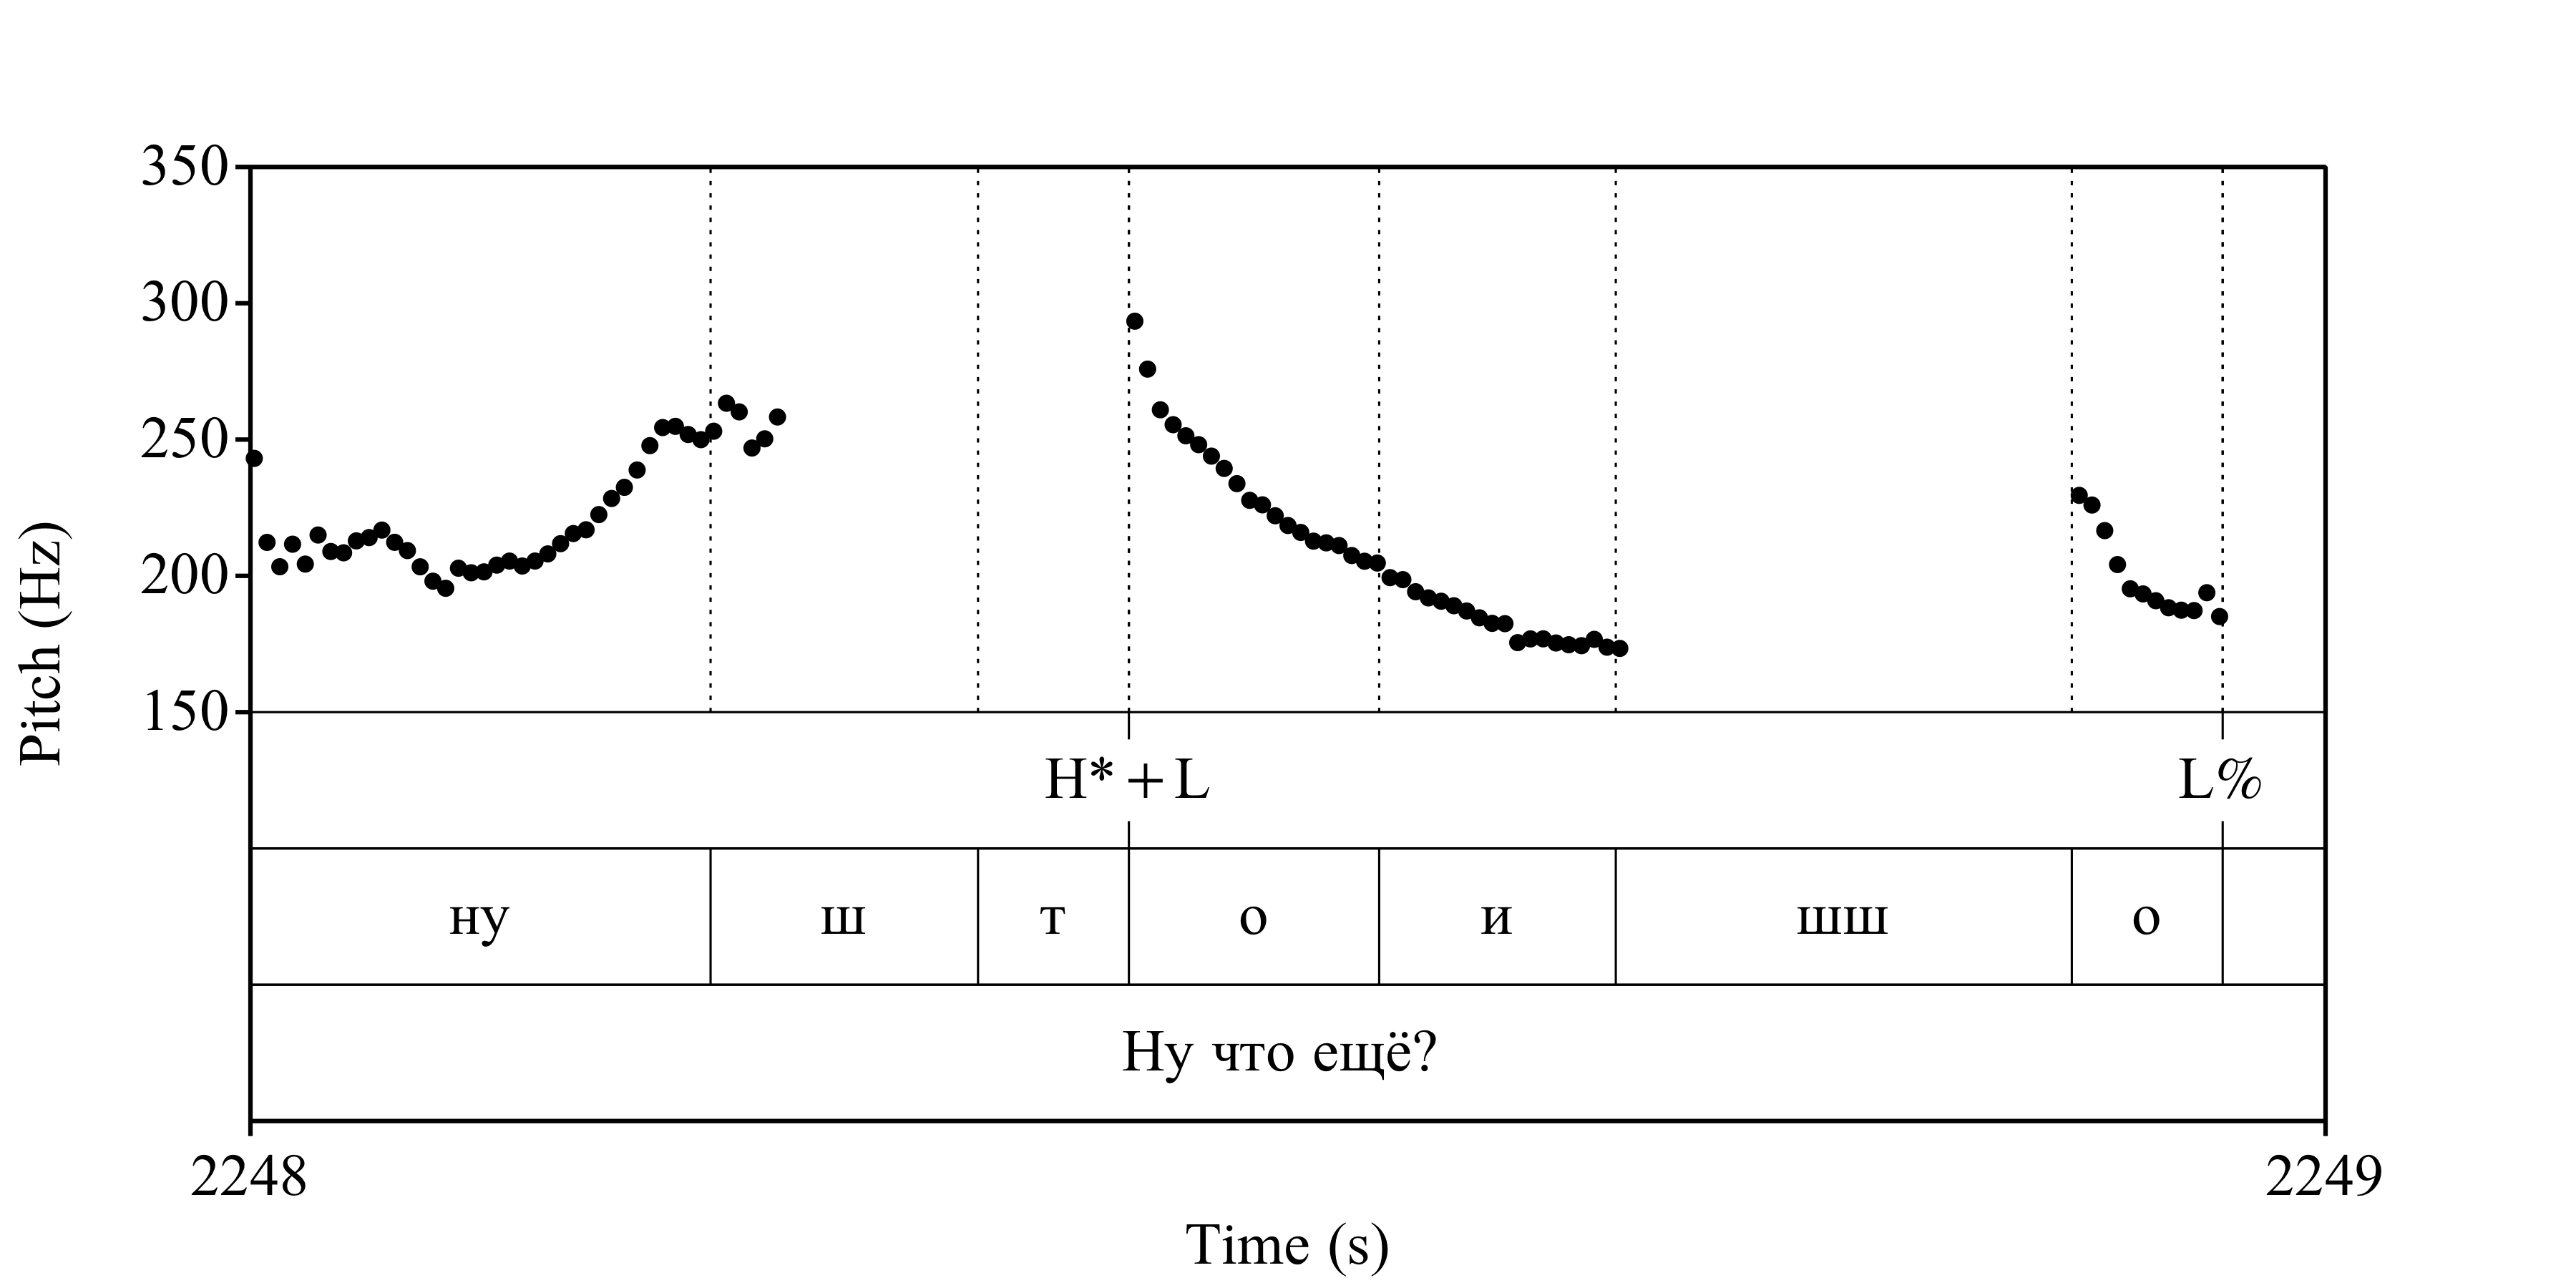 350
300
250
200
150
Pitch (Hz)
H* + L L%
ну ш т о и шш о
Ну что ещё?
2248 2249
Time (s)